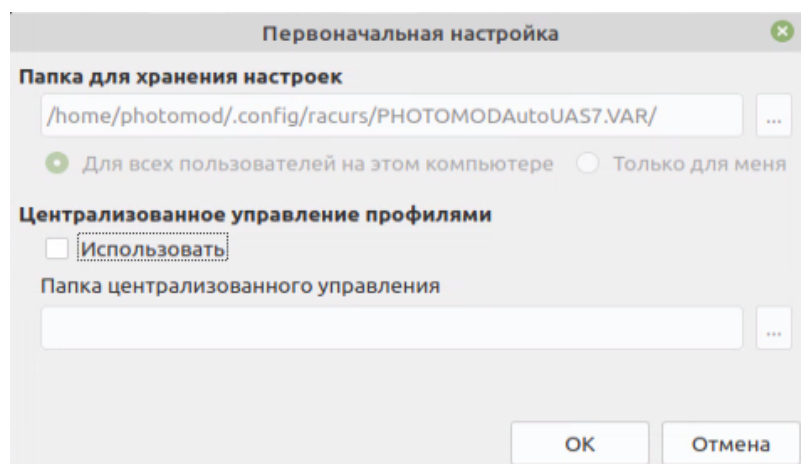 Первоначальная настройка
Папка для хранения настроек
/home/photomod/.config/racurs/PHOTOMODAutoUAS7.VAR/ ...
Для всех пользователей на этом компьютере Только для меня
Централизованное управление профилями
Использовать
Папка централизованного управления
...
ОК Отмена